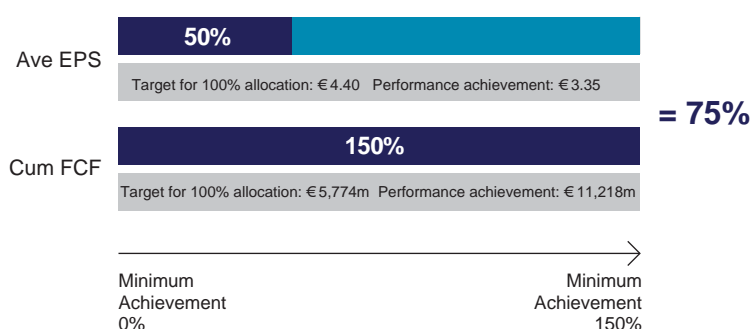 Ave EPS
50%
Target for 100% allocation: €4.40 Performance achievement: €3.35
= 75%
Cum FCF
150%
Target for 100% allocation: €5,774m Performance achievement: €11,218m
Minimum
Achievement
0%
Minimum
Achievement
150%